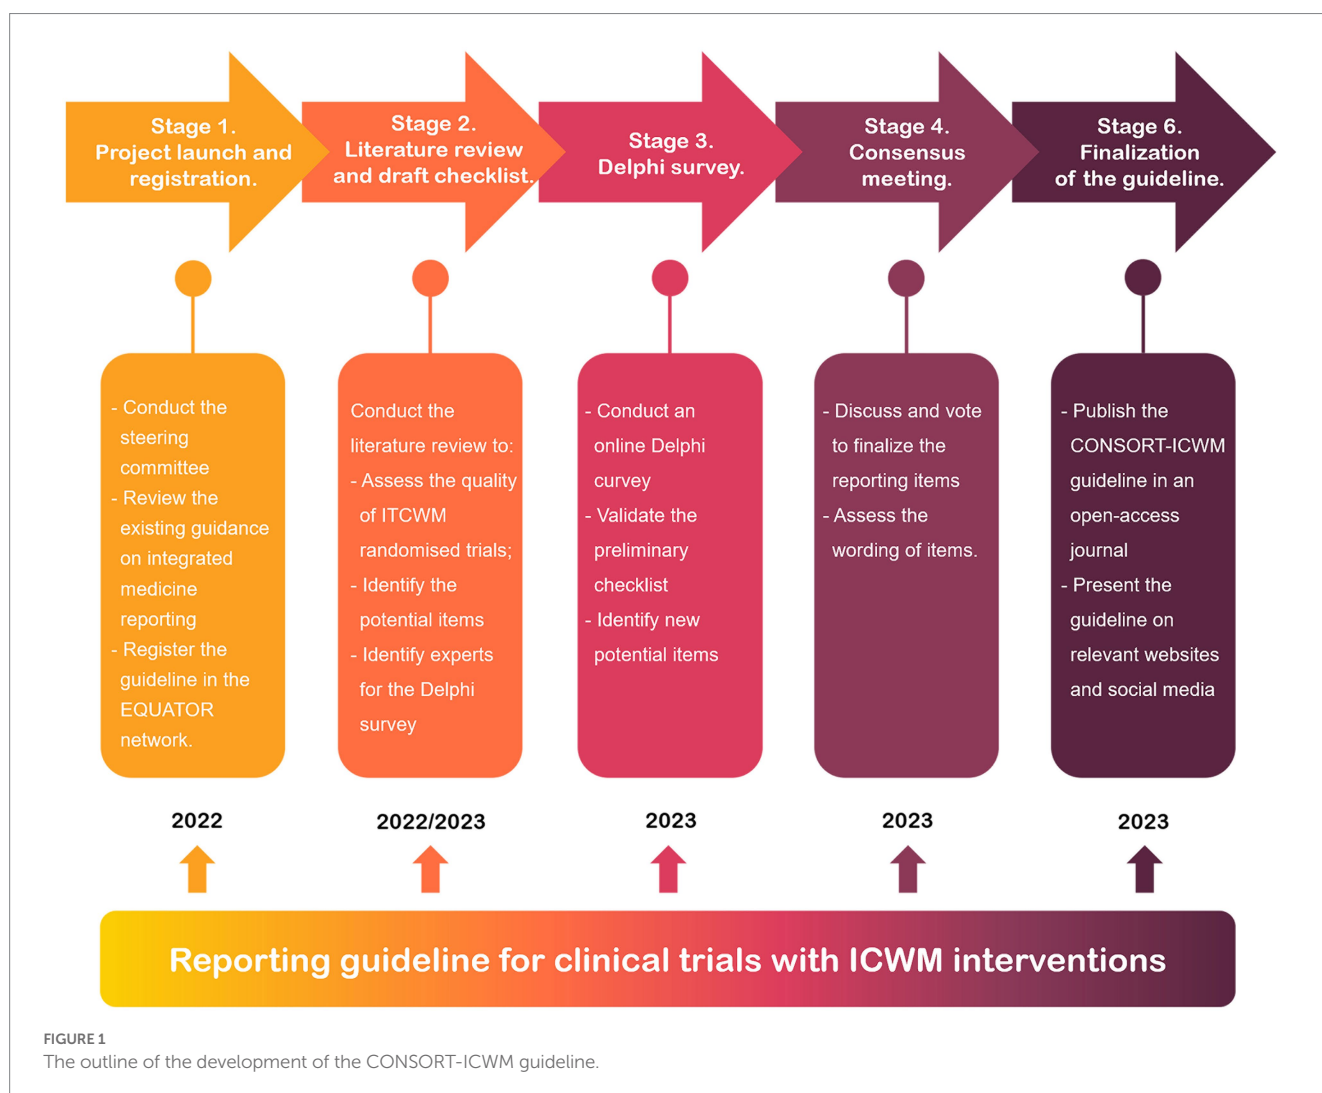 Stage 1.
Project launch and
registration.
Stage 2.
Literature review
and draft checklist.
Stage 3.
Delphi survey.
Stage 4.
Consensus
meeting.
Stage 6.
Finalization
of the guideline.
- Conduct the
steering
committee
- Review the
existing guidance
on integrated
medicine
reporting
- Register the
guideline in the
EQUATOR
network.
Conduct the
literature review to:
- Assess the quality
of ITCWM
randomised trials;
- Identify the
potential items
- Identify experts
for the Delphi
survey
- Conduct an
online Delphi
curvey
- Validate the
preliminary
checklist
- Identify new
potential items
- Discuss and vote
to finalize the
reporting items
- Assess the
wording of items.
- Publish the
CONSORT-ICWM
guideline in an
open-access
journal
- Present the
guideline on
relevant websites
and social media
2022
2022/2023
2023
2023
2023
Reporting guideline for clinical trials with ICWM interventions
FIGURE 1
The outline of the development of the CONSORT-ICWM guideline.